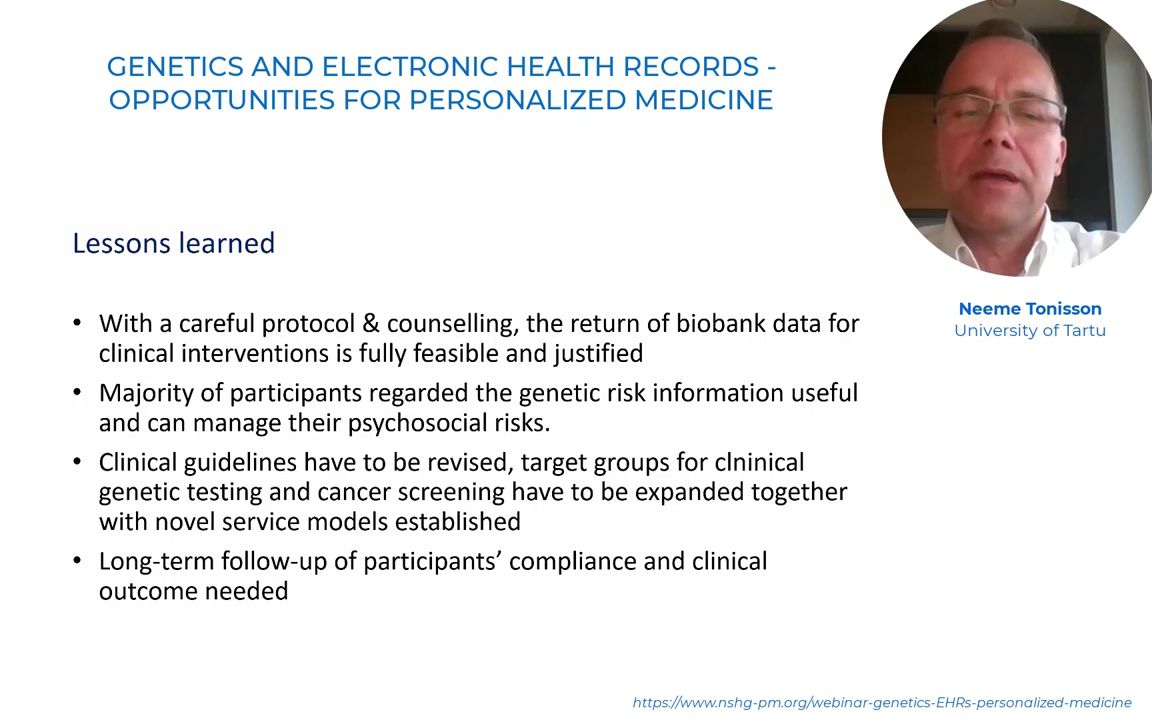 GENETICS AND ELECTRONIC HEALTH RECORDS -
OPPORTUNITIES FOR PERSONALIZED MEDICINE
Lessons learned
• With a careful protocol & counselling, the return of biobank data for
clinical interventions is fully feasible and justified
• Majority of participants regarded the genetic risk information useful
and can manage their psychosocial risks.
• Clinical guidelines have to be revised, target groups for clninical
genetic testing and cancer screening have to be expanded together
with novel service models established
• Long-term follow-up of participants’ compliance and clinical
outcome needed
Neeme Tonisson
University of Tartu
https://www.nshg-pm.org/webinar-genetics-EHRs-personalized-medicine